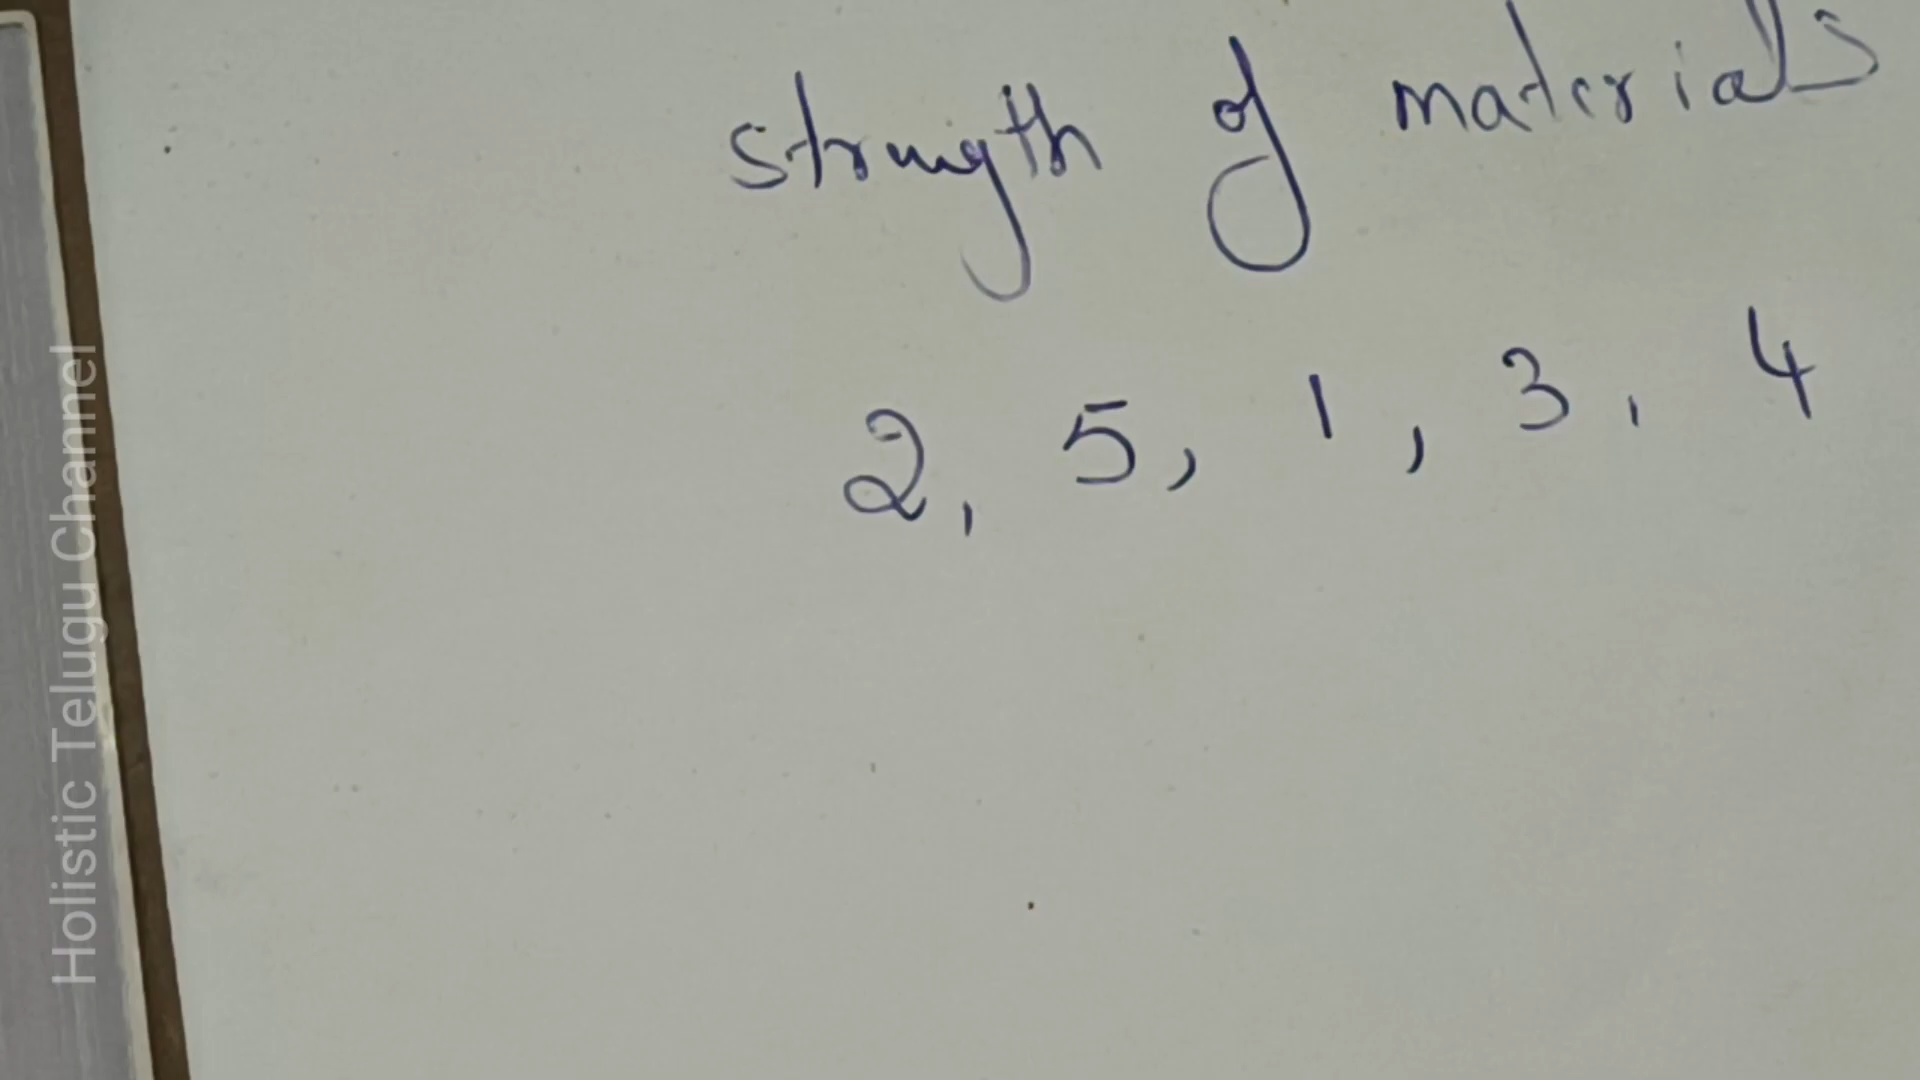 strength of materials
2, 5, 1, 3, 4
Holistic Telugu Channel